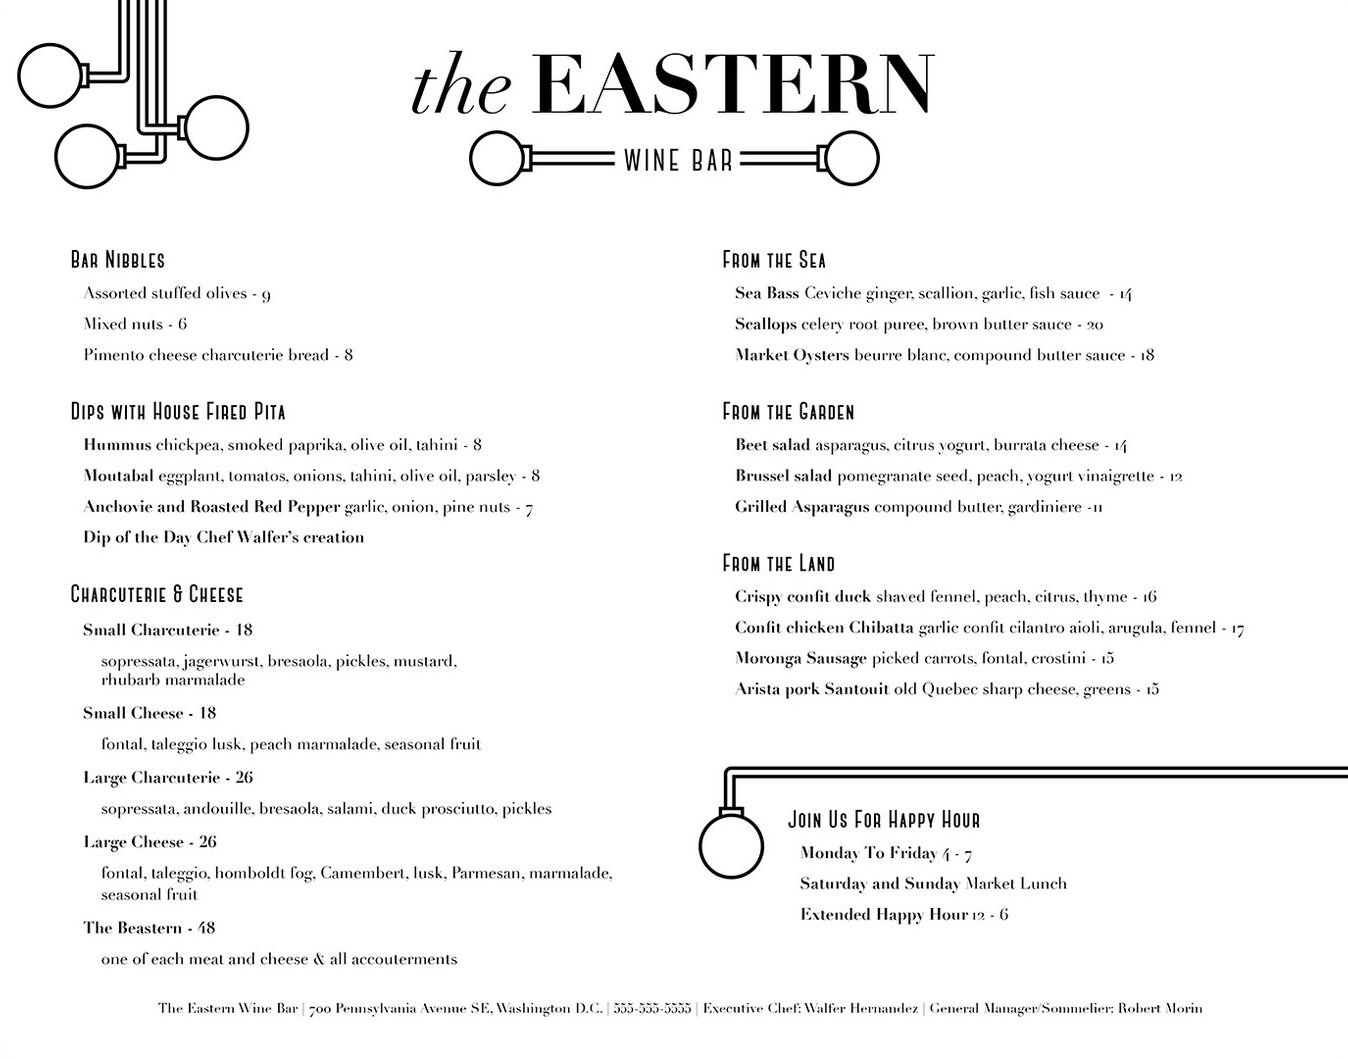 the EASTERN
WINE BAR
Bar Nibbles
Assorted stuffed olives - 9
Mixed nuts - 6
Pimento cheese charcuterie bread - 8
Dips with House Fired Pita
Hummus chickpea, smoked paprika, olive oil, tahini - 8
Moutabal eggplant, tomatos, onions, tahini, olive oil, parsley - 8
Anchovie and Roasted Red Pepper garlic, onion, pine nuts - 7
Dip of the Day Chef Walfer's creation
Charcuterie & Cheese
Small Charcuterie - 18
sopressata, jagerwurst, bresaola, pickles, mustard,
rhubarb marmalade
Small Cheese - 18
fontal, taleggio lusk, peach marmalade, seasonal fruit
Large Charcuterie - 26
sopressata, andouille, bresaola, salami, duck prosciutto, pickles
Large Cheese - 26
fontal, taleggio, homboldt fog, Camembert, lusk, Parmesan, marmalade,
seasonal fruit
The Beastern - 48
one of each meat and cheese & all accouterments
From the Sea
Sea Bass Ceviche ginger, scallion, garlic, fish sauce - 14
Scallops celery root puree, brown butter sauce - 20
Market Oysters beurre blanc, compound butter sauce - 18
From the Garden
Beet salad asparagus, citrus yogurt, burrata cheese - 14
Brussel salad pomegranate seed, peach, yogurt vinaigrette - 12
Grilled Asparagus compound butter, gardiniere -11
From the Land
Crispy confit duck shaved fennel, peach, citrus, thyme - 16
Confit chicken Chibatta garlic confit cilantro aioli, arugula, fennel - 17
Moronga Sausage picked carrots, fontal, crostini - 15
Arista pork Santouit old Quebec sharp cheese, greens - 15
Join Us For Happy Hour
Monday To Friday 4 - 7
Saturday and Sunday Market Lunch
Extended Happy Hour 12 - 6
The Eastern Wine Bar | 700 Pennsylvania Avenue SE, Washington D.C. | 555-555-5555 | Executive Chef: Walfer Hernandez | General Manager/Sommelier: Robert Morin